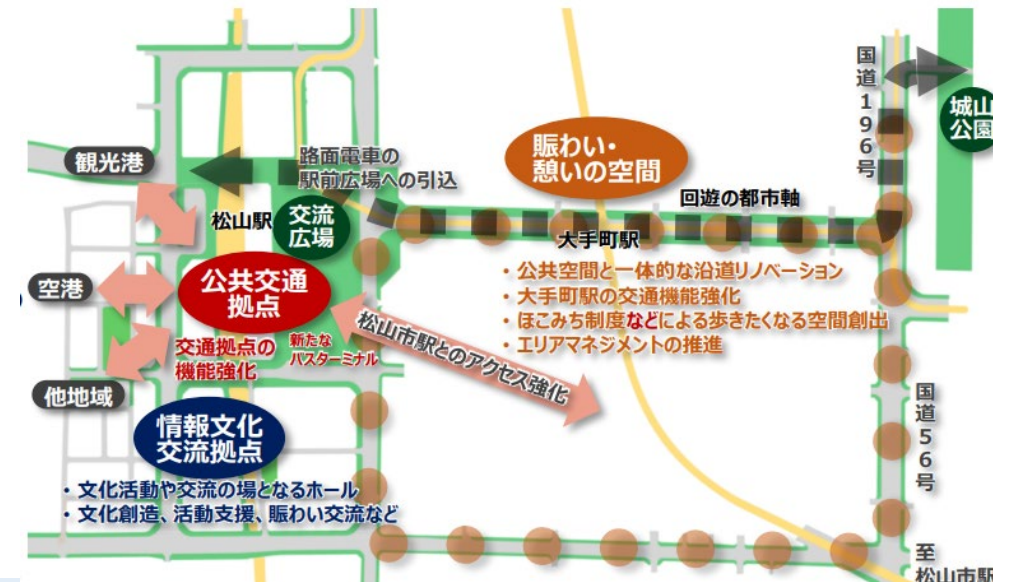 国道196号
城山
公園
観光港
路面電車の
駅前広場への引込
賑わい・
憩いの空間
回遊の都市軸
松山駅
交流
広場
大手町駅
空港
公共交通
拠点
・公共空間と一体的な沿道リノベーション
・大手町駅の交通機能強化
・ほこみち制度などによる歩きたくなる空間創出
・エリアマネジメントの推進
交通拠点の
機能強化
新たな
バスターミナル
松山市駅とのアクセス強化
他地域
情報文化
交流拠点
・文化活動や交流の場となるホール
・文化創造、活動支援、賑わい交流など
国道56号
至
松山市駅